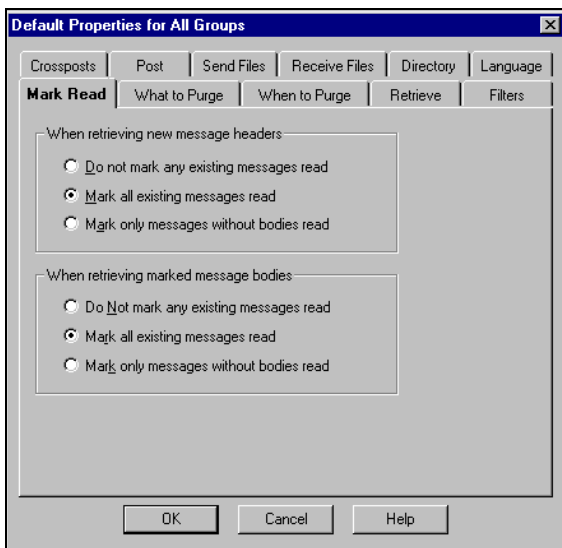 Default Properties for All Groups
Crossposts Post Send Files Receive Files Directory Language
Mark Read What to Purge When to Purge Retrieve Filters
When retrieving new message headers
Do not mark any existing messages read
Mark all existing messages read
Mark only messages without bodies read
When retrieving marked message bodies
Do Not mark any existing messages read
Mark all existing messages read
Mark only messages without bodies read
OK Cancel Help